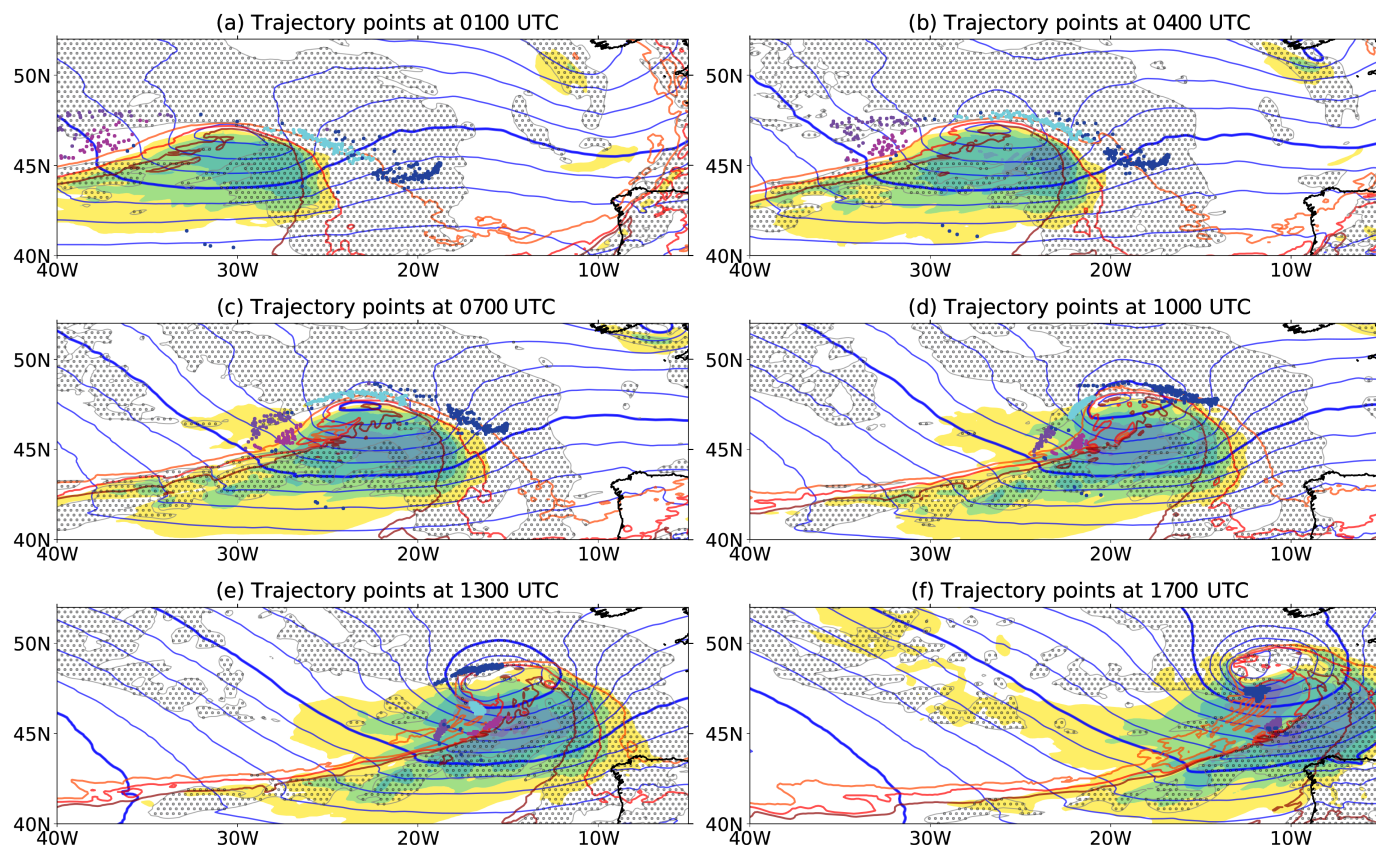 (a) Trajectory points at 0100 UTC
50N
45N
40N
40W 30W 20W 10W
(b) Trajectory points at 0400 UTC
50N
45N
40N
40W 30W 20W 10W
(c) Trajectory points at 0700 UTC
50N
45N
40N
40W 30W 20W 10W
(d) Trajectory points at 1000 UTC
50N
45N
40N
40W 30W 20W 10W
(e) Trajectory points at 1300 UTC
50N
45N
40N
40W 30W 20W 10W
(f) Trajectory points at 1700 UTC
50N
45N
40N
40W 30W 20W 10W